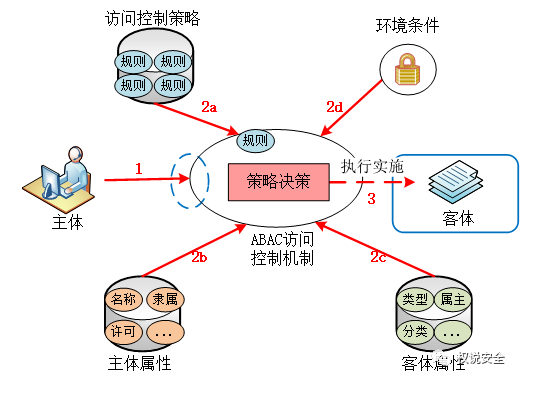 访问控制策略
规则 规则
规则 规则
环境条件
2a
2d
规则
1
策略决策
执行实施
3
主体
客体
ABAC访问
控制机制
2b
2c
名称 隶属
许可 ...
类型 属主
分类 ...
主体属性
客体属性
权说安全